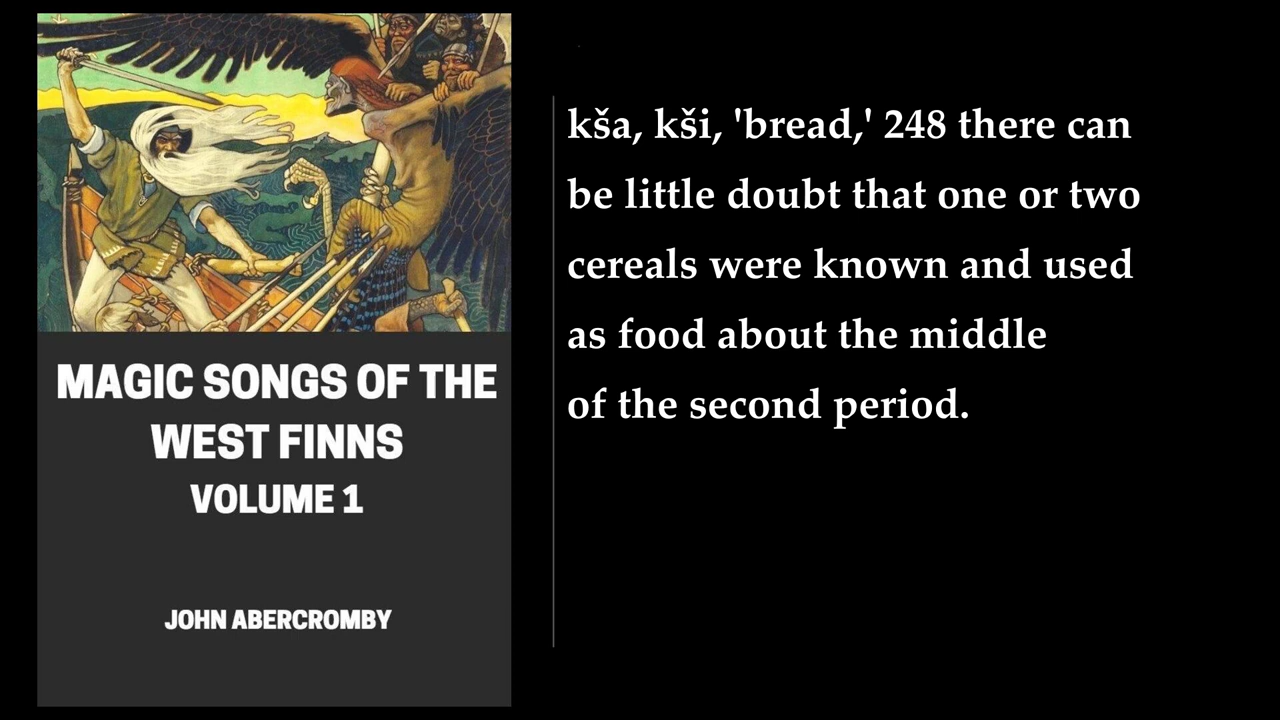 MAGIC SONGS OF THE
WEST FINNS
VOLUME 1
JOHN ABERCROMBY
kša, kši, 'bread,' 248 there can
be little doubt that one or two
cereals were known and used
as food about the middle
of the second period.